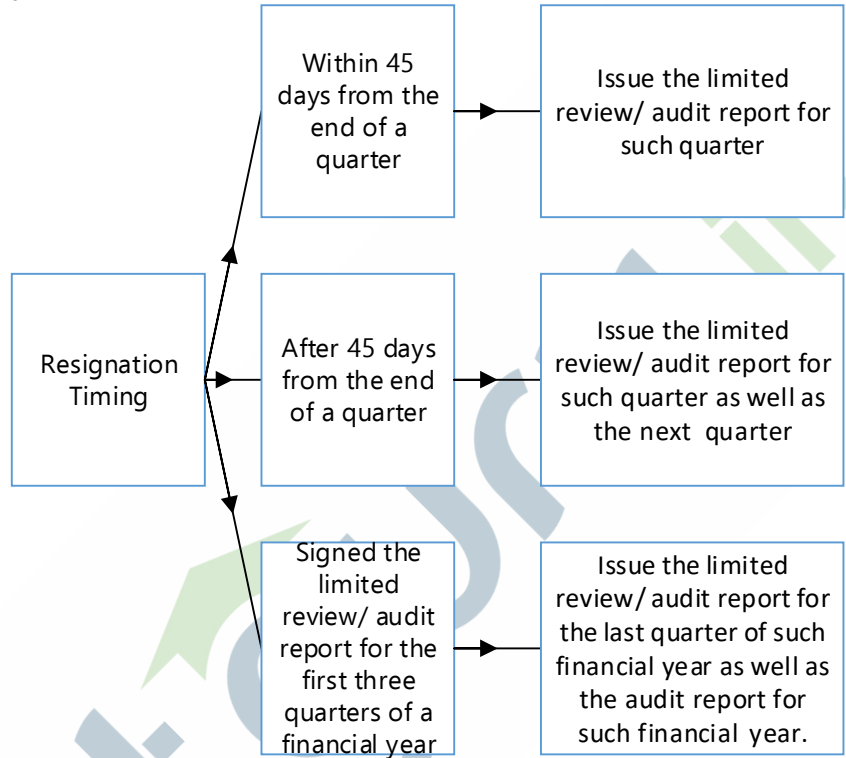 Resignation
Timing
Within 45
days from the
end of a
quarter
Issue the limited
review/ audit report for
such quarter
After 45 days
from the end
of a quarter
Issue the limited
review/ audit report for
such quarter as well as
the next quarter
Signed the
limited
review/ audit
report for the
first three
quarters of a
financial year
Issue the limited
review/ audit report for
the last quarter of such
financial year as well as
the audit report for
such financial year.